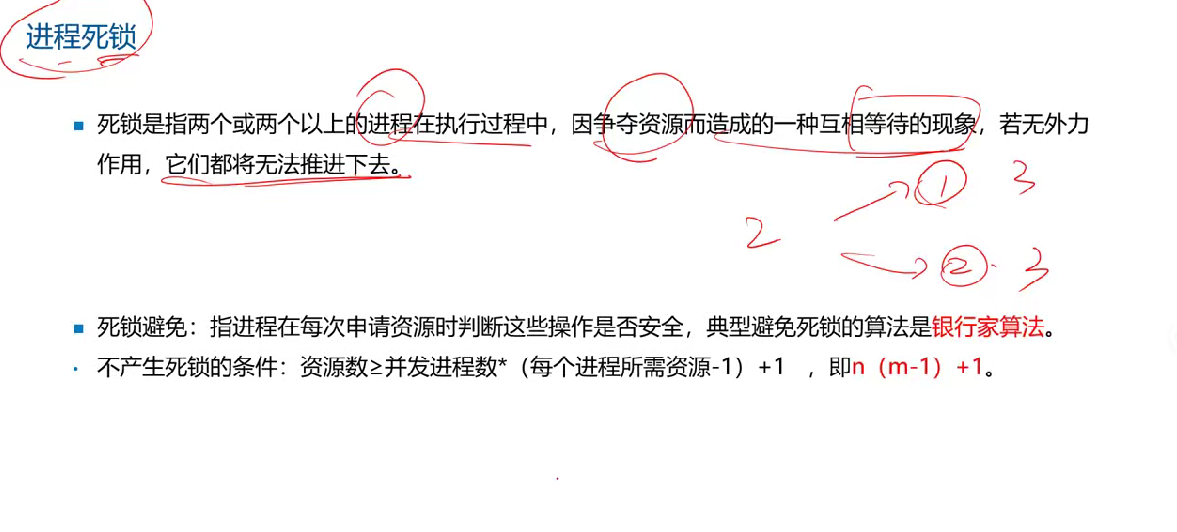 进程死锁
死锁是指两个或两个以上的进程在执行过程中，因争夺资源而造成的一种互相等待的现象，若无外力
作用，它们都将无法推进下去。
1 3
2
2 3
死锁避免：指进程在每次申请资源时判断这些操作是否安全，典型避免死锁的算法是银行家算法。
不产生死锁的条件：资源数≥并发进程数*（每个进程所需资源-1）+1 ，即n（m-1）+1。